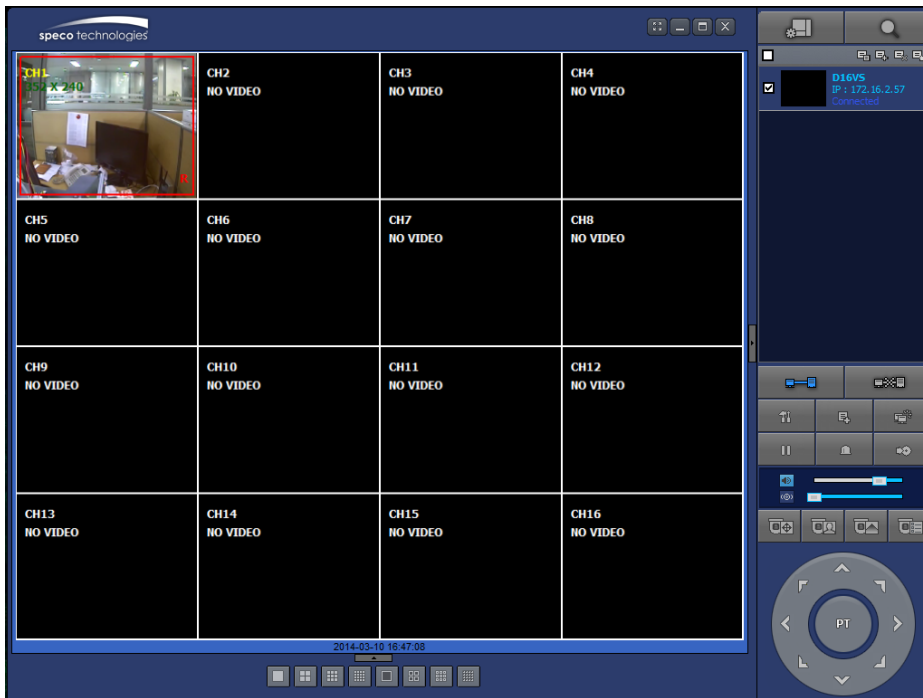 speco technologies
CH1
352 X 240
R
CH2
NO VIDEO
CH3
NO VIDEO
CH4
NO VIDEO
CH5
NO VIDEO
CH6
NO VIDEO
CH7
NO VIDEO
CH8
NO VIDEO
CH9
NO VIDEO
CH10
NO VIDEO
CH11
NO VIDEO
CH12
NO VIDEO
CH13
NO VIDEO
CH14
NO VIDEO
CH15
NO VIDEO
CH16
NO VIDEO
2014-03-10 16:47:08
D16VS
IP : 172.16.2.57
Connected
PT